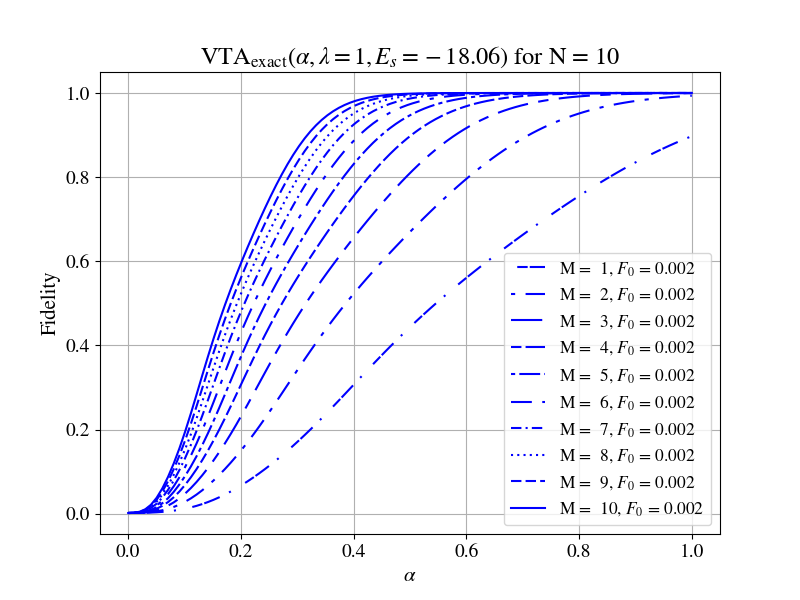 VTA_exact(α, λ = 1, E_s = − 18.06) for N = 10
Fidelity
1.0
0.8
0.6
0.4
0.2
0.0
0.0 0.2 0.4 0.6 0.8 1.0
α
M = 1, F_0 = 0.002
M = 2, F_0 = 0.002
M = 3, F_0 = 0.002
M = 4, F_0 = 0.002
M = 5, F_0 = 0.002
M = 6, F_0 = 0.002
M = 7, F_0 = 0.002
M = 8, F_0 = 0.002
M = 9, F_0 = 0.002
M = 10, F_0 = 0.002